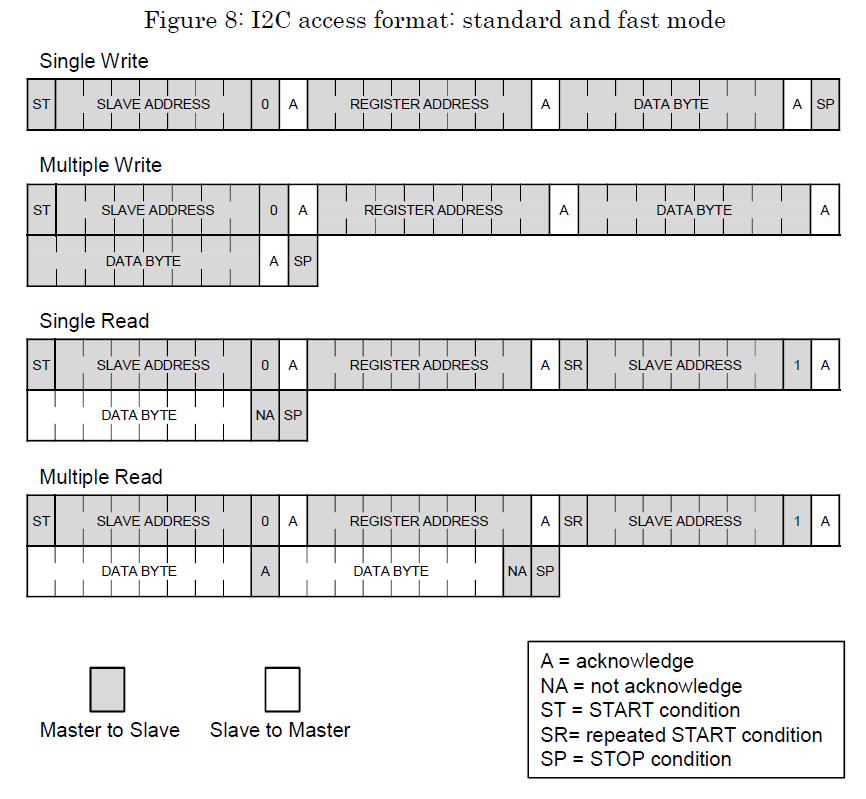 Figure 8: I2C access format: standard and fast mode
Single Write
ST SLAVE ADDRESS 0 A REGISTER ADDRESS A DATA BYTE A SP
Multiple Write
ST SLAVE ADDRESS 0 A REGISTER ADDRESS A DATA BYTE A
DATA BYTE A SP
Single Read
ST SLAVE ADDRESS 0 A REGISTER ADDRESS A SR SLAVE ADDRESS 1 A
DATA BYTE NA SP
Multiple Read
ST SLAVE ADDRESS 0 A REGISTER ADDRESS A SR SLAVE ADDRESS 1 A
DATA BYTE A DATA BYTE NA SP
Master to Slave
Slave to Master
A = acknowledge
NA = not acknowledge
ST = START condition
SR= repeated START condition
SP = STOP condition